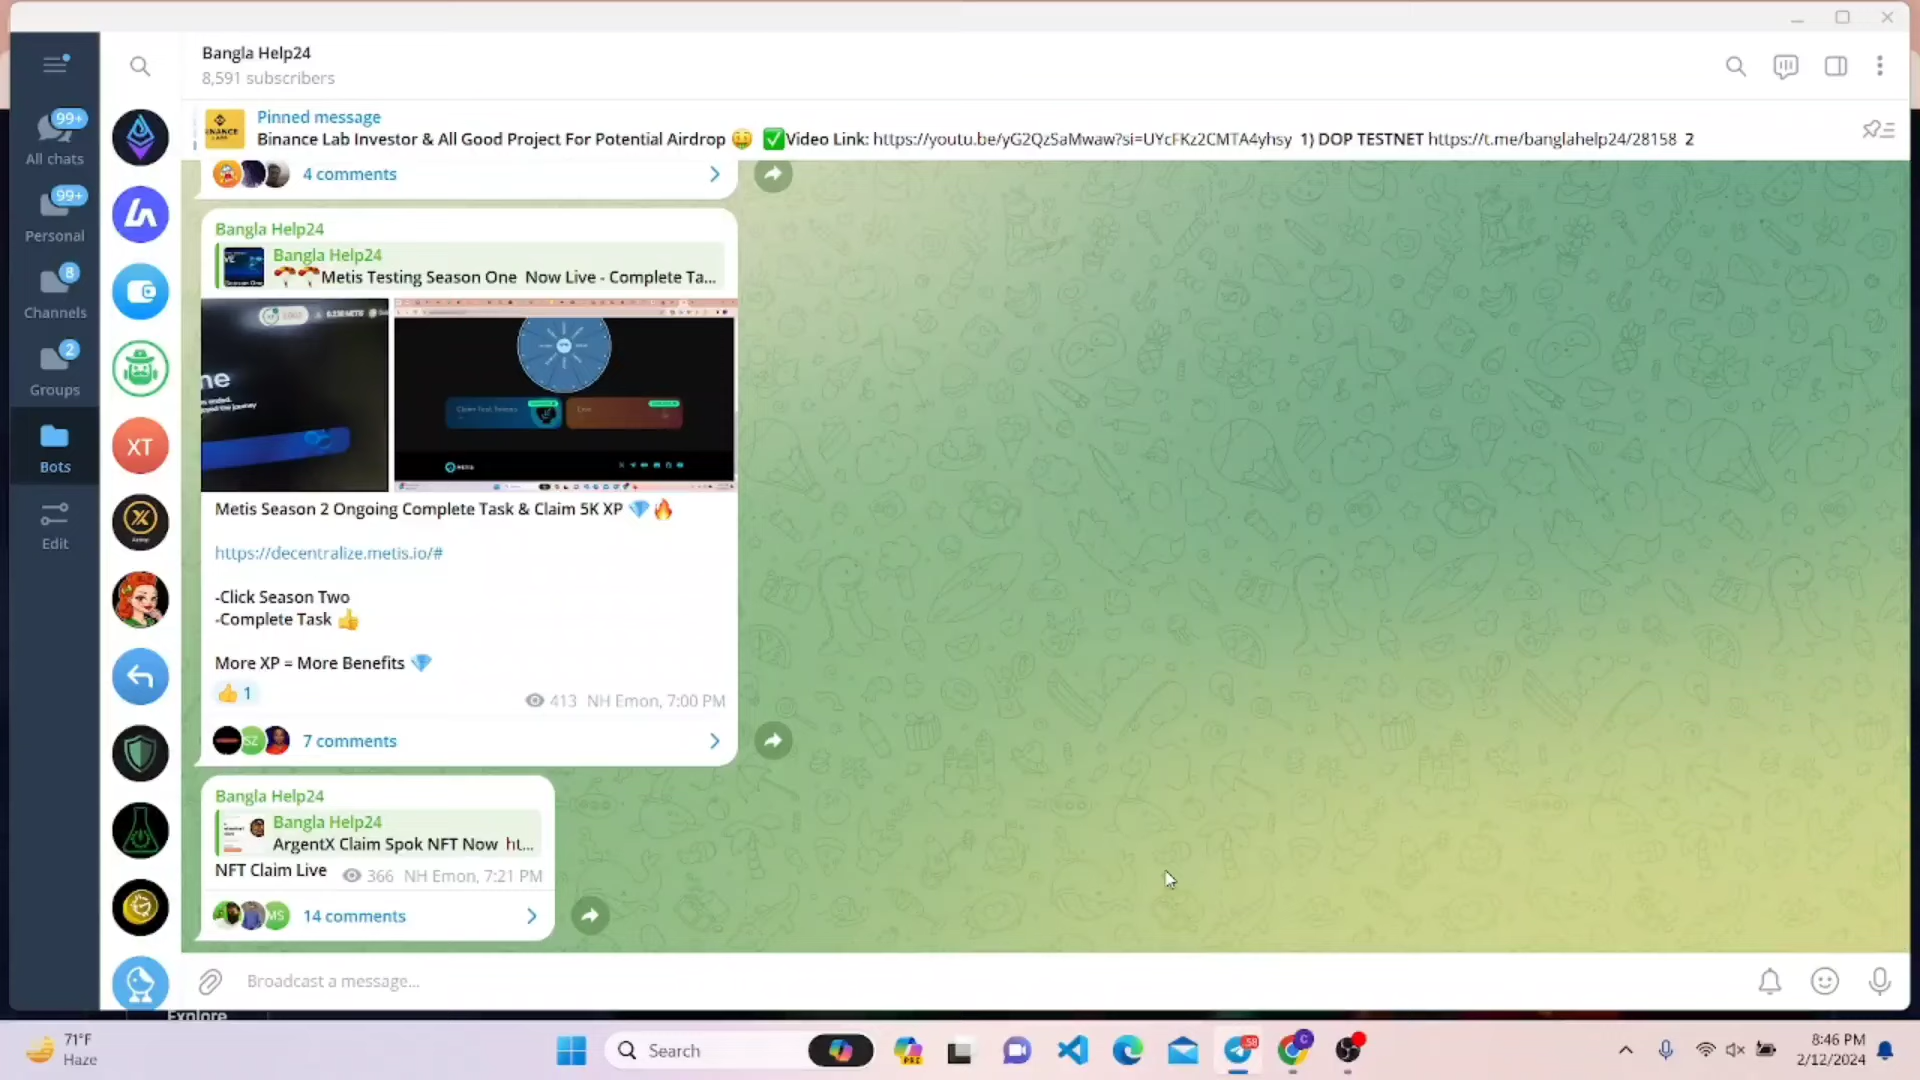 Bangla Help24
8,591 subscribers
Pinned message
Binance Lab Investor & All Good Project For Potential Airdrop 🤑 ✅Video Link: https://youtu.be/yG2QzSaMwaw?si=UYcFKz2CMTA4yhsy 1) DOP TESTNET https://t.me/banglahelp24/28158 2
99+
All chats
99+
Personal
8
Channels
2
Groups
Bots
Edit
XT
4 comments
Bangla Help24
Bangla Help24
🪂🪂Metis Testing Season One Now Live - Complete Ta...
METIS
Metis Season 2 Ongoing Complete Task & Claim 5K XP 💎🔥
https://decentralize.metis.io/#
-Click Season Two
-Complete Task 👍
More XP = More Benefits 💎
👍 1
413 NH Emon, 7:00 PM
SZ
7 comments
Bangla Help24
Bangla Help24
ArgentX Claim Spok NFT Now ht...
NFT Claim Live
366 NH Emon, 7:21 PM
MS
14 comments
Broadcast a message...
Explore
71°F
Haze
Search
PRE
58
C
8:46 PM
2/12/2024